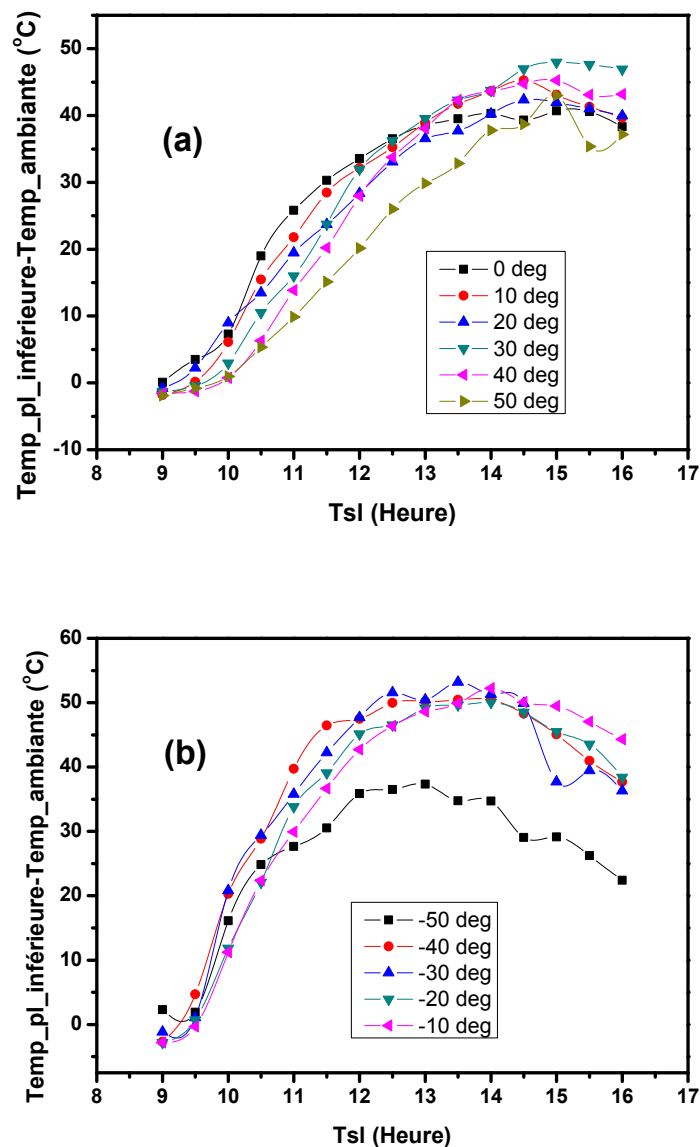 50
40
30
20
10
0
-10
Temp_pl_inférieure-Temp_ambiante (°C)
(a)
0 deg
10 deg
20 deg
30 deg
40 deg
50 deg
8 9 10 11 12 13 14 15 16 17
Tsl (Heure)
60
50
40
30
20
10
0
Temp_pl_inférieure-Temp_ambiante (°C)
(b)
-50 deg
-40 deg
-30 deg
-20 deg
-10 deg
8 9 10 11 12 13 14 15 16 17
Tsl (Heure)